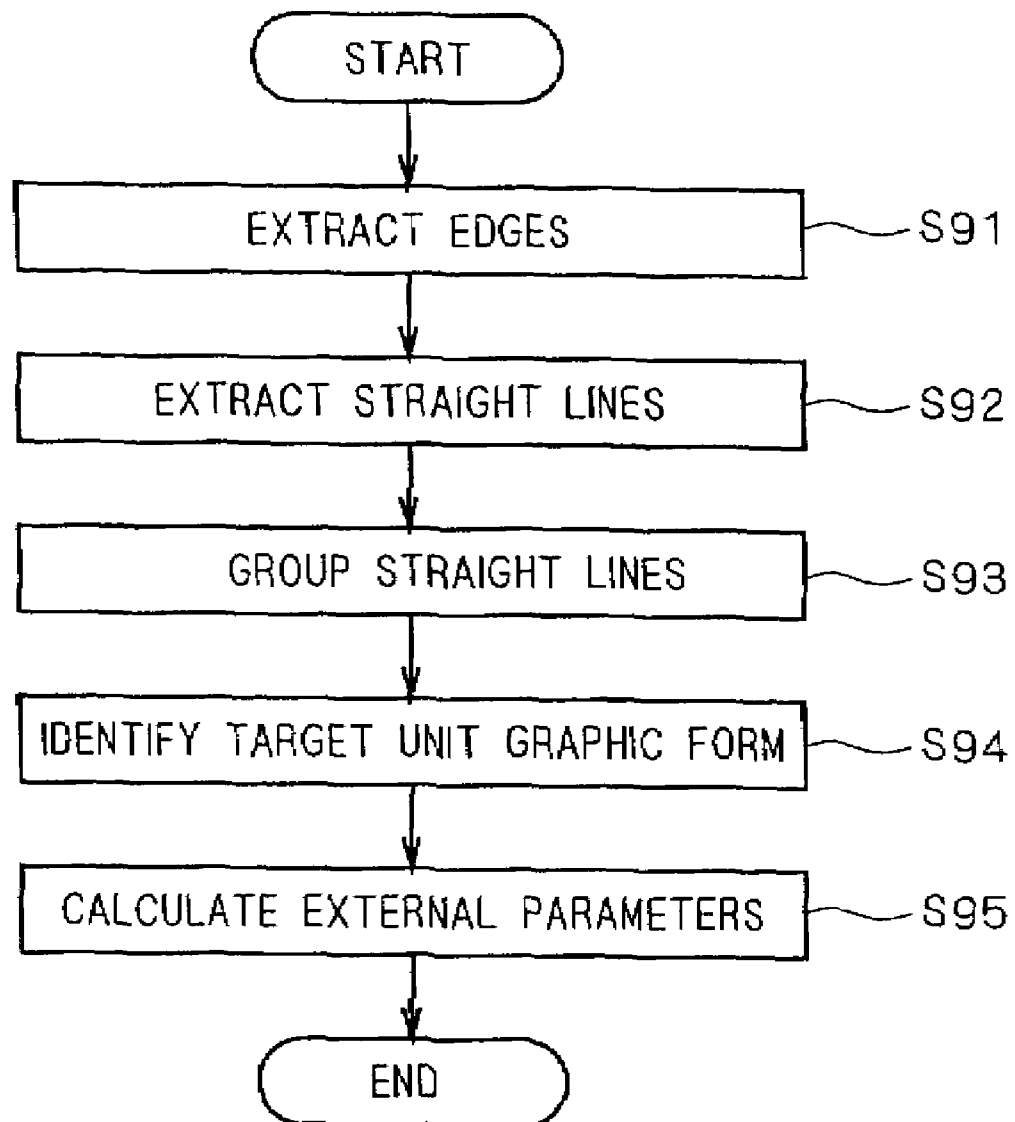 START
EXTRACT EDGES
S91
EXTRACT STRAIGHT LINES
S92
GROUP STRAIGHT LINES
S93
IDENTIFY TARGET UNIT GRAPHIC FORM
S94
CALCULATE EXTERNAL PARAMETERS
S95
END